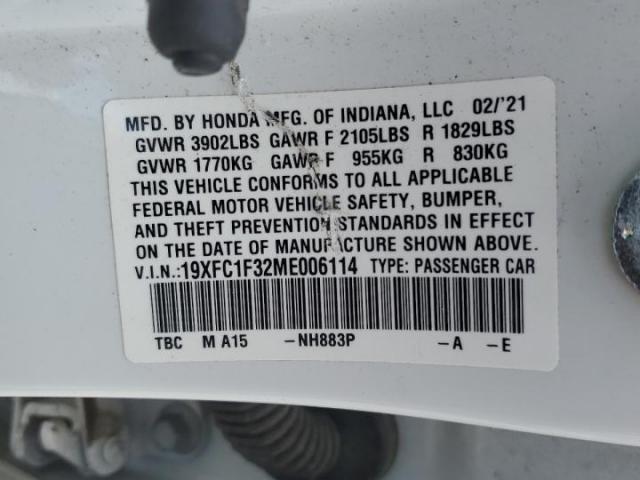 MFD. BY HONDA MFG. OF INDIANA, LLC 02/'21
GVWR 3902LBS GAWR F 2105LBS R 1829LBS
GVWR 1770KG GAWR F 955KG R 830KG
THIS VEHICLE CONFORMS TO ALL APPLICABLE
FEDERAL MOTOR VEHICLE SAFETY, BUMPER,
AND THEFT PREVENTION STANDARDS IN EFFECT
ON THE DATE OF MANUFACTURE SHOWN ABOVE.
V.I.N.:19XFC1F32ME006114 TYPE: PASSENGER CAR
TBC M A15 -NH883P -A -E